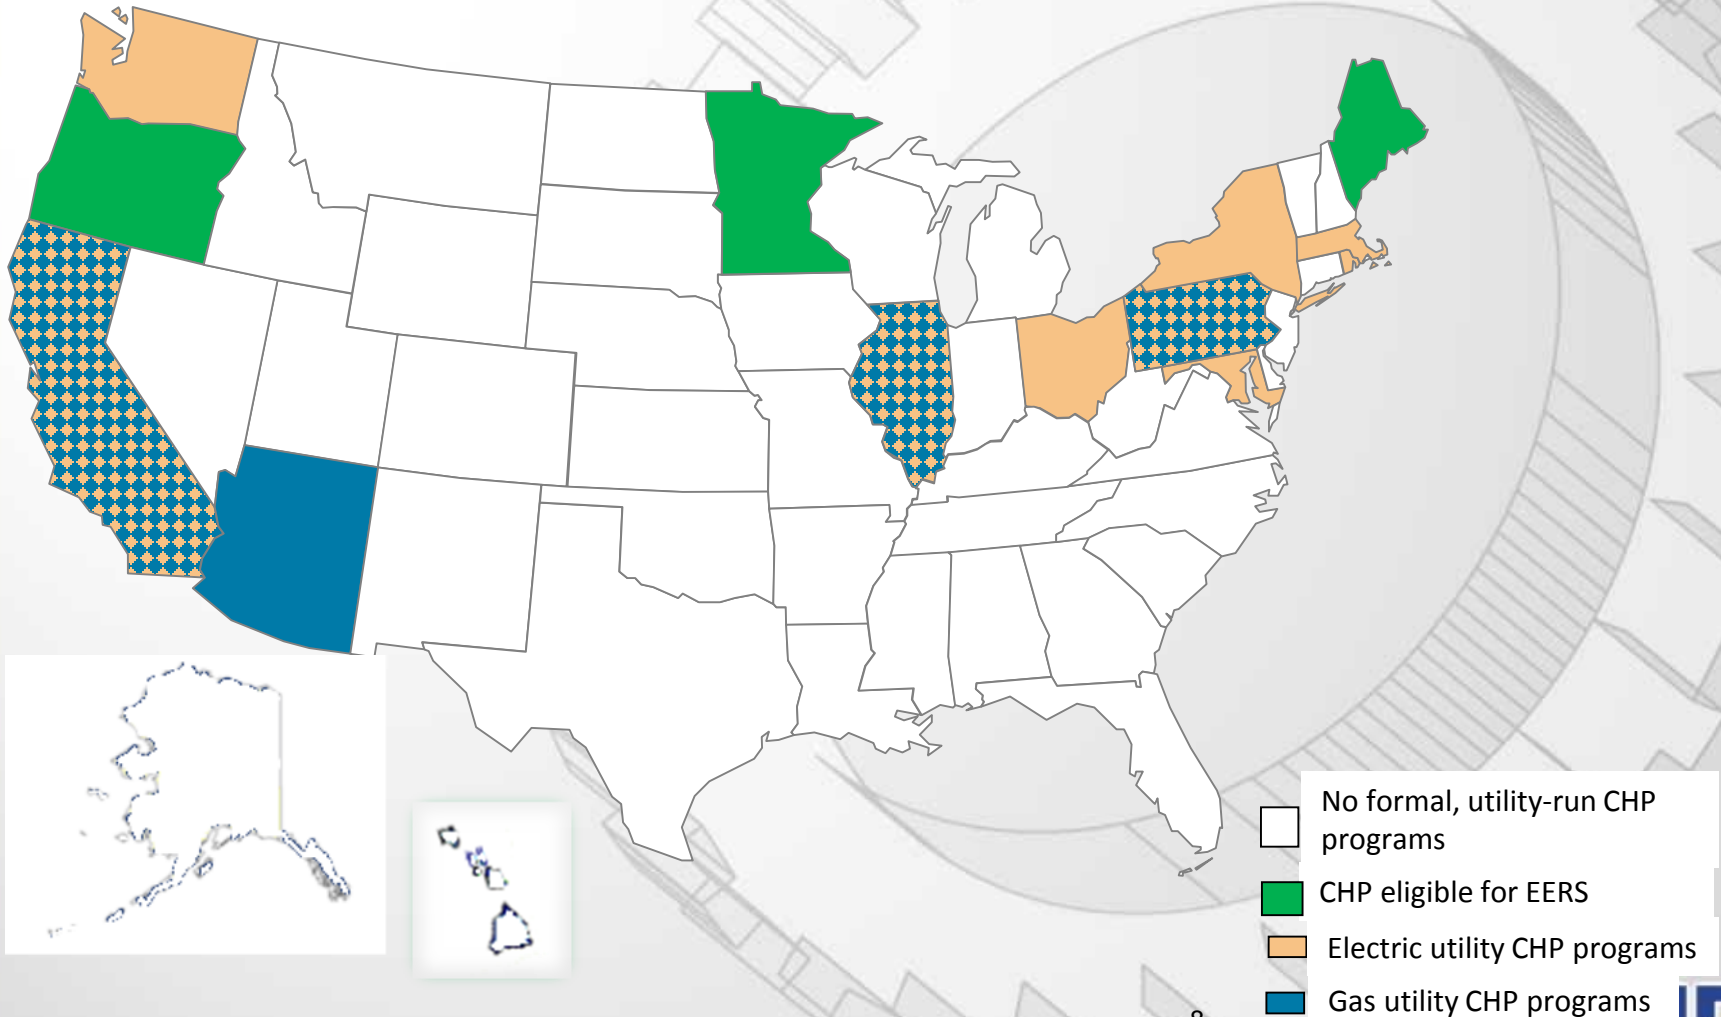 No formal, utility-run CHP
programs
CHP eligible for EERS
Electric utility CHP programs
Gas utility CHP programs